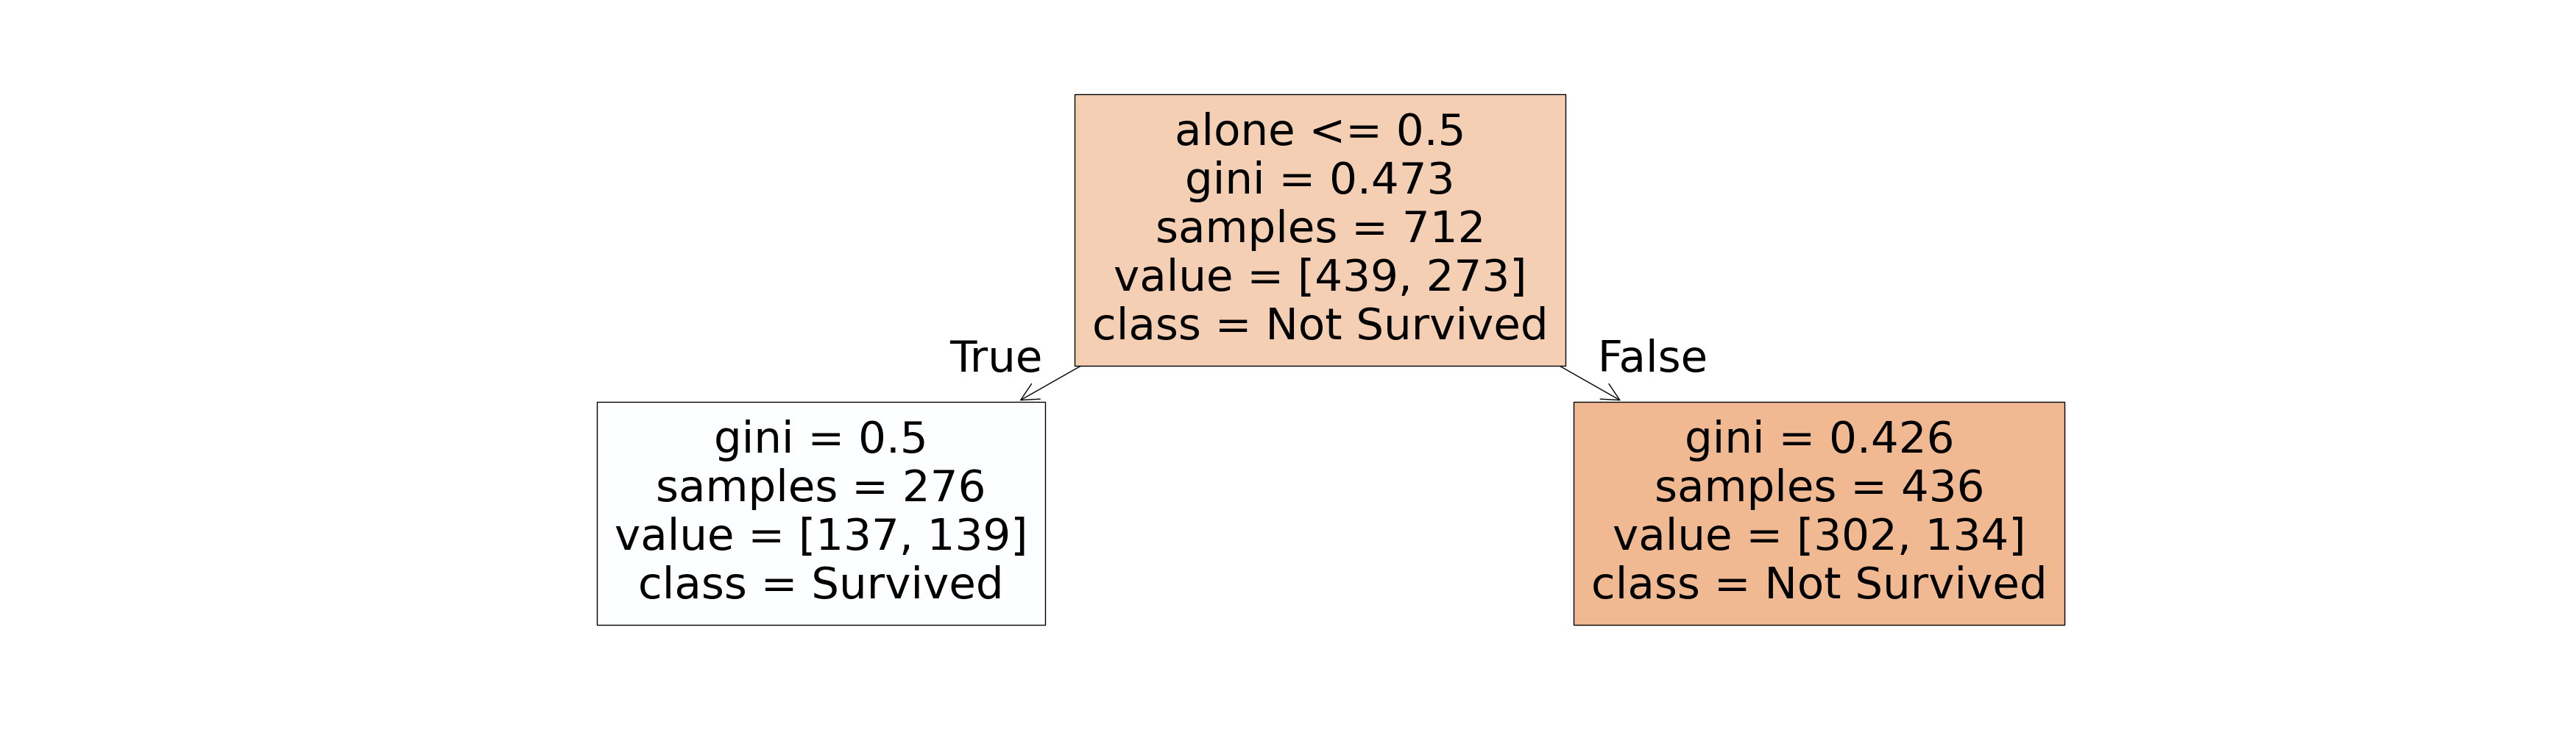 alone <= 0.5
gini = 0.473
samples = 712
value = [439, 273]
class = Not Survived
True
False
gini = 0.5
samples = 276
value = [137, 139]
class = Survived
gini = 0.426
samples = 436
value = [302, 134]
class = Not Survived